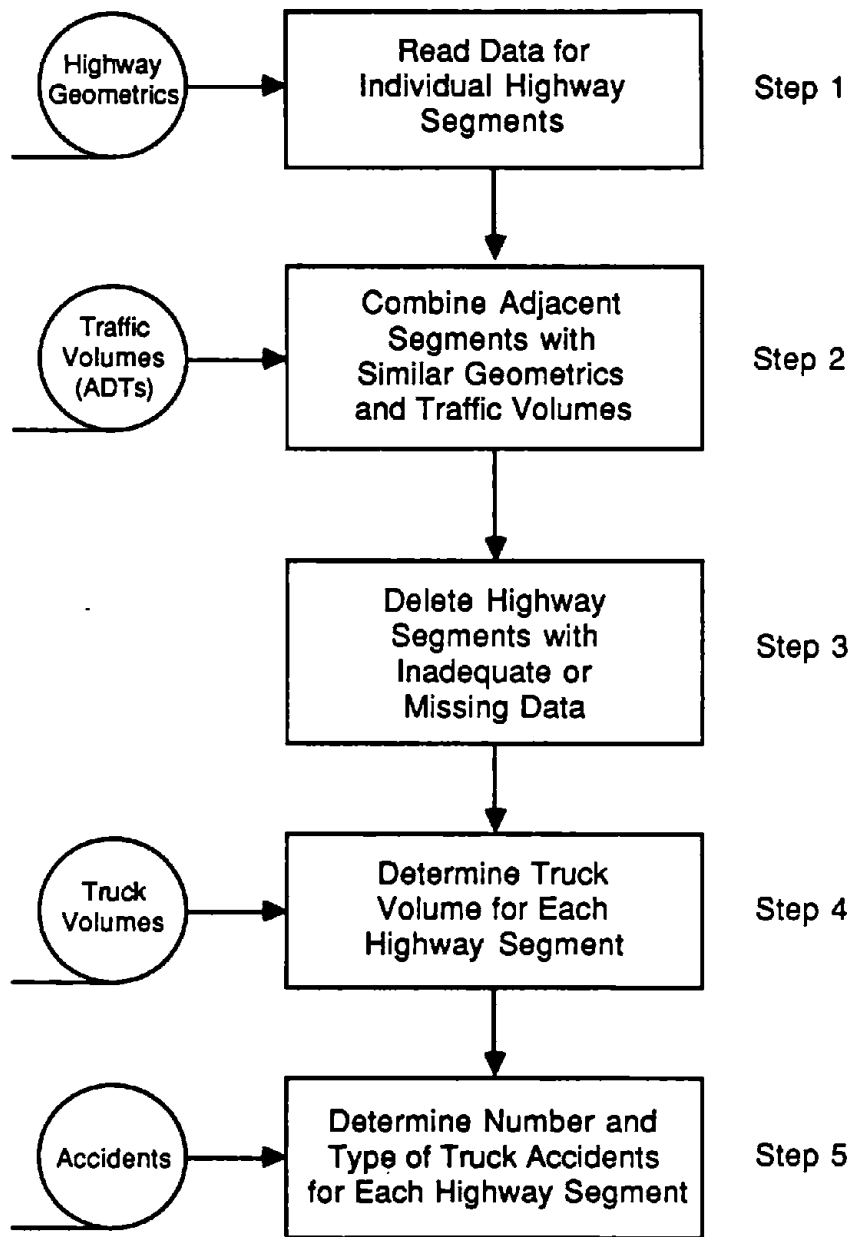 Highway
Geometrics
Read Data for
Individual Highway
Segments
Step 1
Traffic
Volumes
(ADTs)
Combine Adjacent
Segments with
Similar Geometrics
and Traffic Volumes
Step 2
Delete Highway
Segments with
Inadequate or
Missing Data
Step 3
Truck
Volumes
Determine Truck
Volume for Each
Highway Segment
Step 4
Accidents
Determine Number and
Type of Truck Accidents
for Each Highway Segment
Step 5